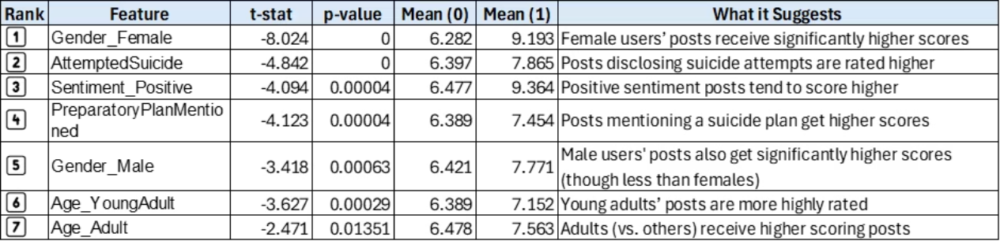 Rank Feature t-stat p-value Mean (0) Mean (1) What it Suggests
1 Gender_Female -8.024 0 6.282 9.193 Female users’ posts receive significantly higher scores
2 AttemptedSuicide -4.842 0 6.397 7.865 Posts disclosing suicide attempts are rated higher
3 Sentiment_Positive -4.094 0.00004 6.477 9.364 Positive sentiment posts tend to score higher
PreparatoryPlanMentio
4 ned -4.123 0.00004 6.389 7.454 Posts mentioning a suicide plan get higher scores
5 Gender_Male -3.418 0.00063 6.421 7.771 Male users' posts also get significantly higher scores
(though less than females)
6 Age_YoungAdult -3.627 0.00029 6.389 7.152 Young adults’ posts are more highly rated
7 Age_Adult -2.471 0.01351 6.478 7.563 Adults (vs. others) receive higher scoring posts